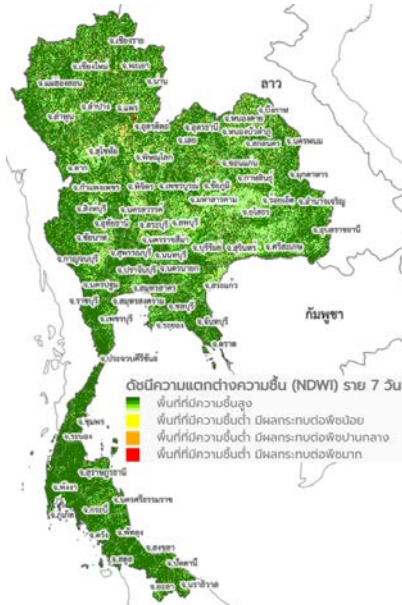 จ.เชียงราย
จ.เชียงใหม่
จ.พะเยา
จ.แม่ฮ่องสอน
จ.น่าน
ลาว
จ.ลำปาง
จ.แพร่
จ.บึงกาฬ
จ.ลำพูน
จ.อุตรดิตถ์
จ.อุดรธานี
จ.หนองคาย
จ.เลย
จ.หนองบัวลำภู
จ.นครพนม
จ.สกลนคร
จ.สุโขทัย
จ.พิษณุโลก
จ.ขอนแก่น
จ.ตาก
จ.กาฬสินธุ์
จ.มุกดาหาร
จ.กำแพงเพชร
จ.พิจิตร
จ.เพชรบูรณ์
จ.ชัยภูมิ
จ.มหาสารคาม
จ.ร้อยเอ็ด
จ.อำนาจเจริญ
จ.สิงห์บุรี
จ.นครสวรรค์
จ.ยโสธร
จ.อุทัยธานี
จ.สระบุรี
จ.ลพบุรี
จ.อุบลราชธานี
จ.ชัยนาท
จ.นครราชสีมา
จ.สุพรรณบุรี
จ.นนทบุรี
จ.บุรีรัมย์
จ.สุรินทร์
จ.ศรีสะเกษ
จ.กาญจนบุรี
จ.ปราจีนบุรี
จ.นครนายก
จ.นครปฐม
จ.สมุทรสาคร
จ.สระแก้ว
จ.ราชบุรี
จ.สมุทรสงคราม
จ.ชลบุรี
กัมพูชา
จ.เพชรบุรี
จ.ระยอง
จ.จันทบุรี
จ.ตราด
จ.ประจวบคีรีขันธ์
ดัชนีความแตกต่างความชื้น (NDWI) ราย 7 วัน
พื้นที่ที่มีความชื้นสูง
พื้นที่ที่มีความชื้นต่ำ มีผลกระทบต่อพืชน้อย
พื้นที่ที่มีความชื้นต่ำ มีผลกระทบต่อพืชปานกลาง
พื้นที่ที่มีความชื้นต่ำ มีผลกระทบต่อพืชมาก
จ.ชุมพร
จ.ระนอง
จ.สุราษฎร์ธานี
จ.พังงา
จ.นครศรีธรรมราช
จ.ภูเก็ต
จ.กระบี่
จ.ตรัง
จ.พัทลุง
จ.สงขลา
จ.สตูล
จ.ปัตตานี
จ.ยะลา
จ.นราธิวาส